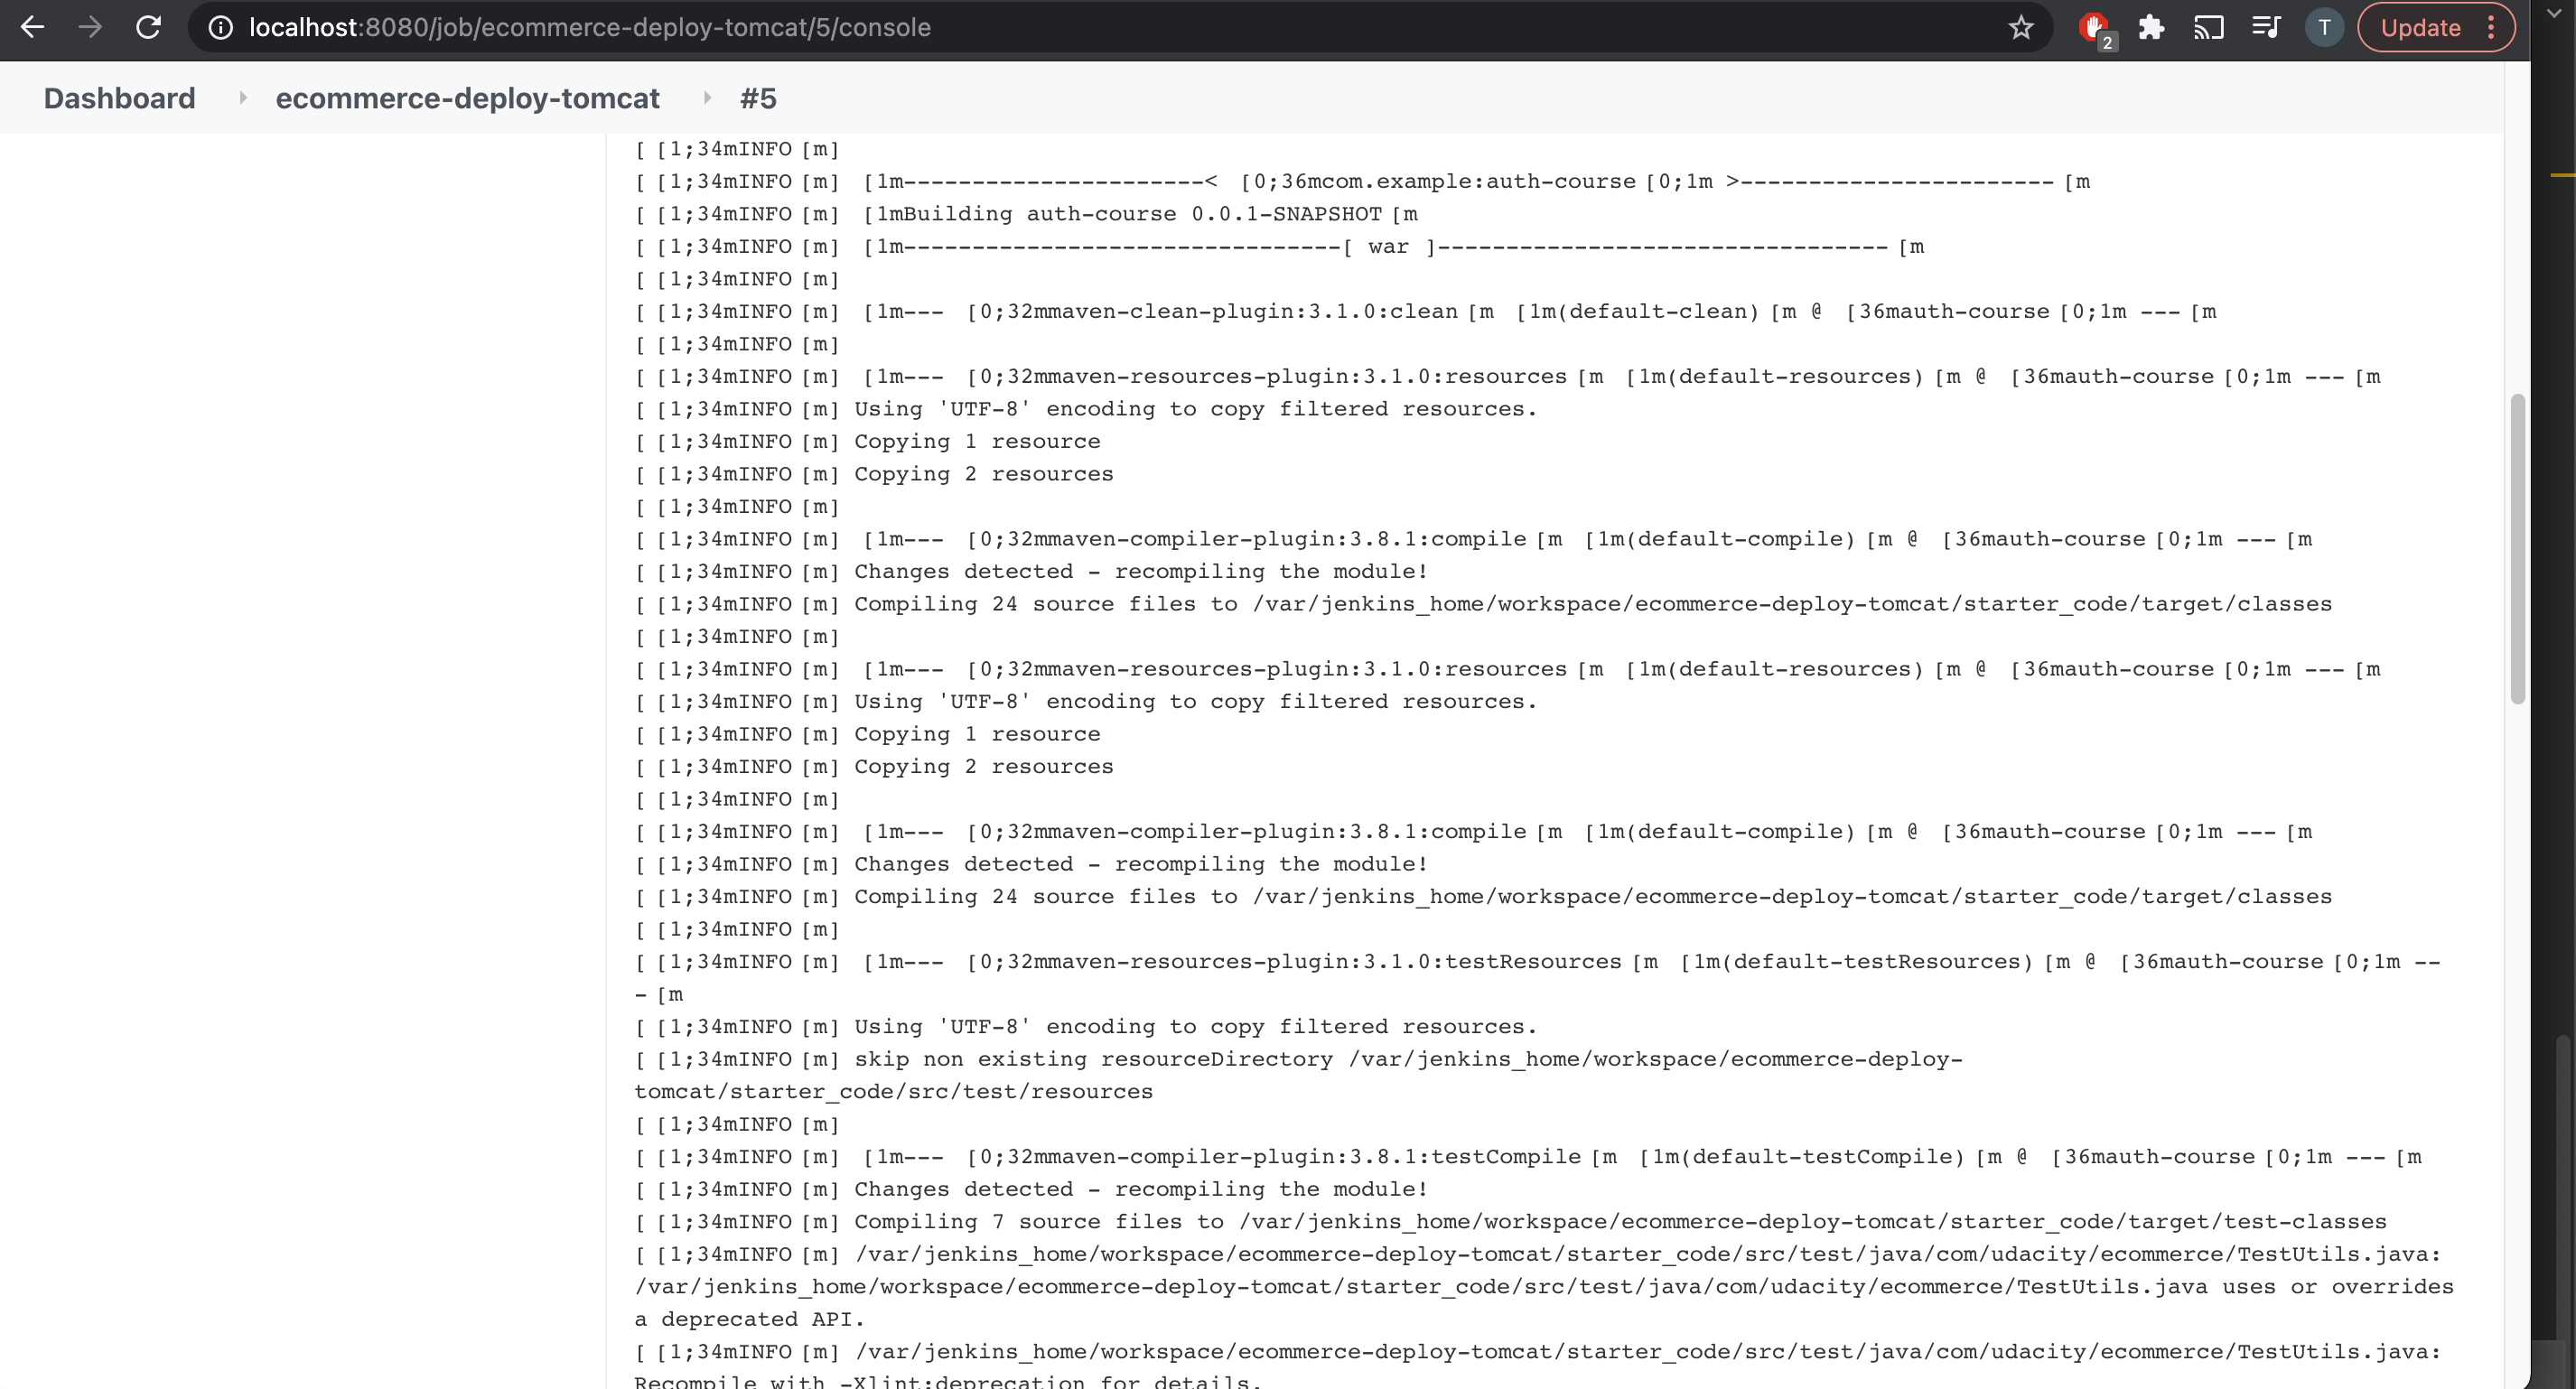 localhost:8080/job/ecommerce-deploy-tomcat/5/console
2
T
Update
Dashboard ecommerce-deploy-tomcat #5
[ [1;34mINFO [m]
[ [1;34mINFO [m]  [1m----------------------<  [0;36mcom.example:auth-course [0;1m >----------------------- [m
[ [1;34mINFO [m]  [1mBuilding auth-course 0.0.1-SNAPSHOT [m
[ [1;34mINFO [m]  [1m--------------------------------[ war ]--------------------------------- [m
[ [1;34mINFO [m]
[ [1;34mINFO [m]  [1m---  [0;32mmaven-clean-plugin:3.1.0:clean [m  [1m(default-clean) [m @  [36mauth-course [0;1m --- [m
[ [1;34mINFO [m]
[ [1;34mINFO [m]  [1m---  [0;32mmaven-resources-plugin:3.1.0:resources [m  [1m(default-resources) [m @  [36mauth-course [0;1m --- [m
[ [1;34mINFO [m] Using 'UTF-8' encoding to copy filtered resources.
[ [1;34mINFO [m] Copying 1 resource
[ [1;34mINFO [m] Copying 2 resources
[ [1;34mINFO [m]
[ [1;34mINFO [m]  [1m---  [0;32mmaven-compiler-plugin:3.8.1:compile [m  [1m(default-compile) [m @  [36mauth-course [0;1m --- [m
[ [1;34mINFO [m] Changes detected - recompiling the module!
[ [1;34mINFO [m] Compiling 24 source files to /var/jenkins_home/workspace/ecommerce-deploy-tomcat/starter_code/target/classes
[ [1;34mINFO [m]
[ [1;34mINFO [m]  [1m---  [0;32mmaven-resources-plugin:3.1.0:resources [m  [1m(default-resources) [m @  [36mauth-course [0;1m --- [m
[ [1;34mINFO [m] Using 'UTF-8' encoding to copy filtered resources.
[ [1;34mINFO [m] Copying 1 resource
[ [1;34mINFO [m] Copying 2 resources
[ [1;34mINFO [m]
[ [1;34mINFO [m]  [1m---  [0;32mmaven-compiler-plugin:3.8.1:compile [m  [1m(default-compile) [m @  [36mauth-course [0;1m --- [m
[ [1;34mINFO [m] Changes detected - recompiling the module!
[ [1;34mINFO [m] Compiling 24 source files to /var/jenkins_home/workspace/ecommerce-deploy-tomcat/starter_code/target/classes
[ [1;34mINFO [m]
[ [1;34mINFO [m]  [1m---  [0;32mmaven-resources-plugin:3.1.0:testResources [m  [1m(default-testResources) [m @  [36mauth-course [0;1m --
- [m
[ [1;34mINFO [m] Using 'UTF-8' encoding to copy filtered resources.
[ [1;34mINFO [m] skip non existing resourceDirectory /var/jenkins_home/workspace/ecommerce-deploy-
tomcat/starter_code/src/test/resources
[ [1;34mINFO [m]
[ [1;34mINFO [m]  [1m---  [0;32mmaven-compiler-plugin:3.8.1:testCompile [m  [1m(default-testCompile) [m @  [36mauth-course [0;1m --- [m
[ [1;34mINFO [m] Changes detected - recompiling the module!
[ [1;34mINFO [m] Compiling 7 source files to /var/jenkins_home/workspace/ecommerce-deploy-tomcat/starter_code/target/test-classes
[ [1;34mINFO [m] /var/jenkins_home/workspace/ecommerce-deploy-tomcat/starter_code/src/test/java/com/udacity/ecommerce/TestUtils.java:
/var/jenkins_home/workspace/ecommerce-deploy-tomcat/starter_code/src/test/java/com/udacity/ecommerce/TestUtils.java uses or overrides
a deprecated API.
[ [1;34mINFO [m] /var/jenkins_home/workspace/ecommerce-deploy-tomcat/starter_code/src/test/java/com/udacity/ecommerce/TestUtils.java:
Recompile with -Xlint:deprecation for details.